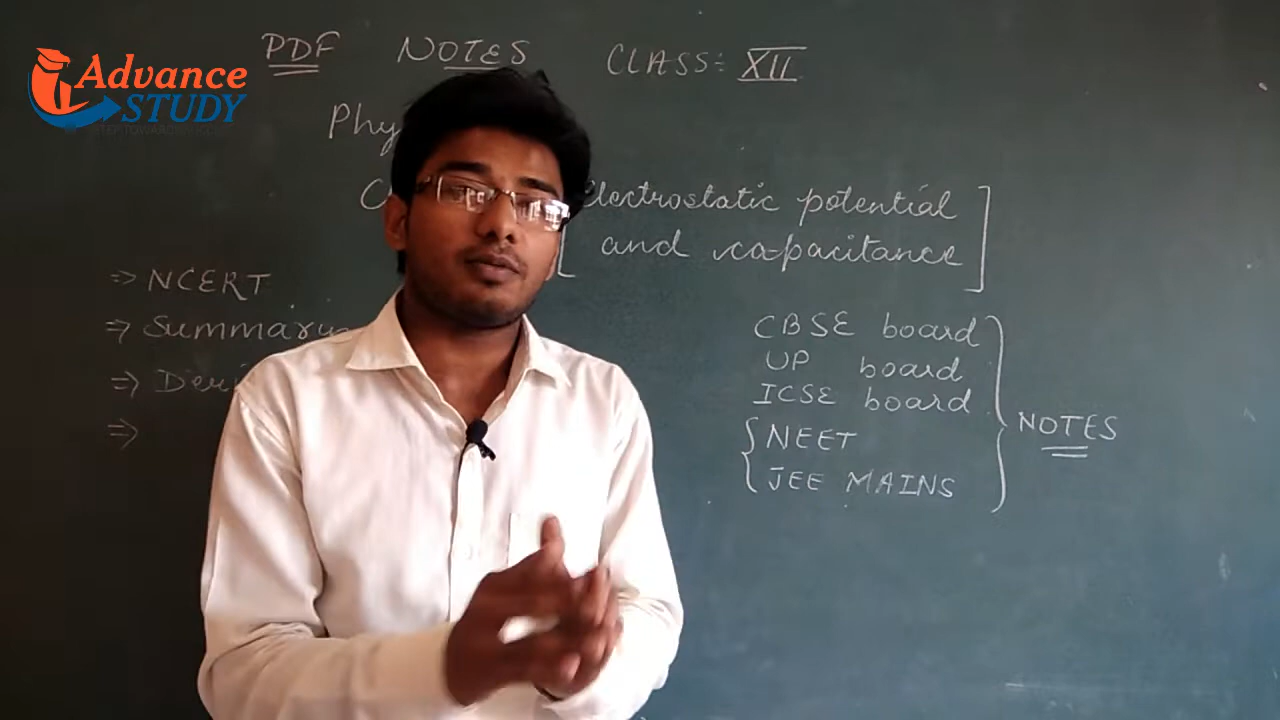 Advance
STUDY
PDF NOTES CLASS:- XII
Phy
Electrostatic potential
and capacitance
⇒ NCERT
⇒ Summary
⇒ Deri
⇒
CBSE board
UP board
ICSE board
NEET
JEE MAINS
NOTES